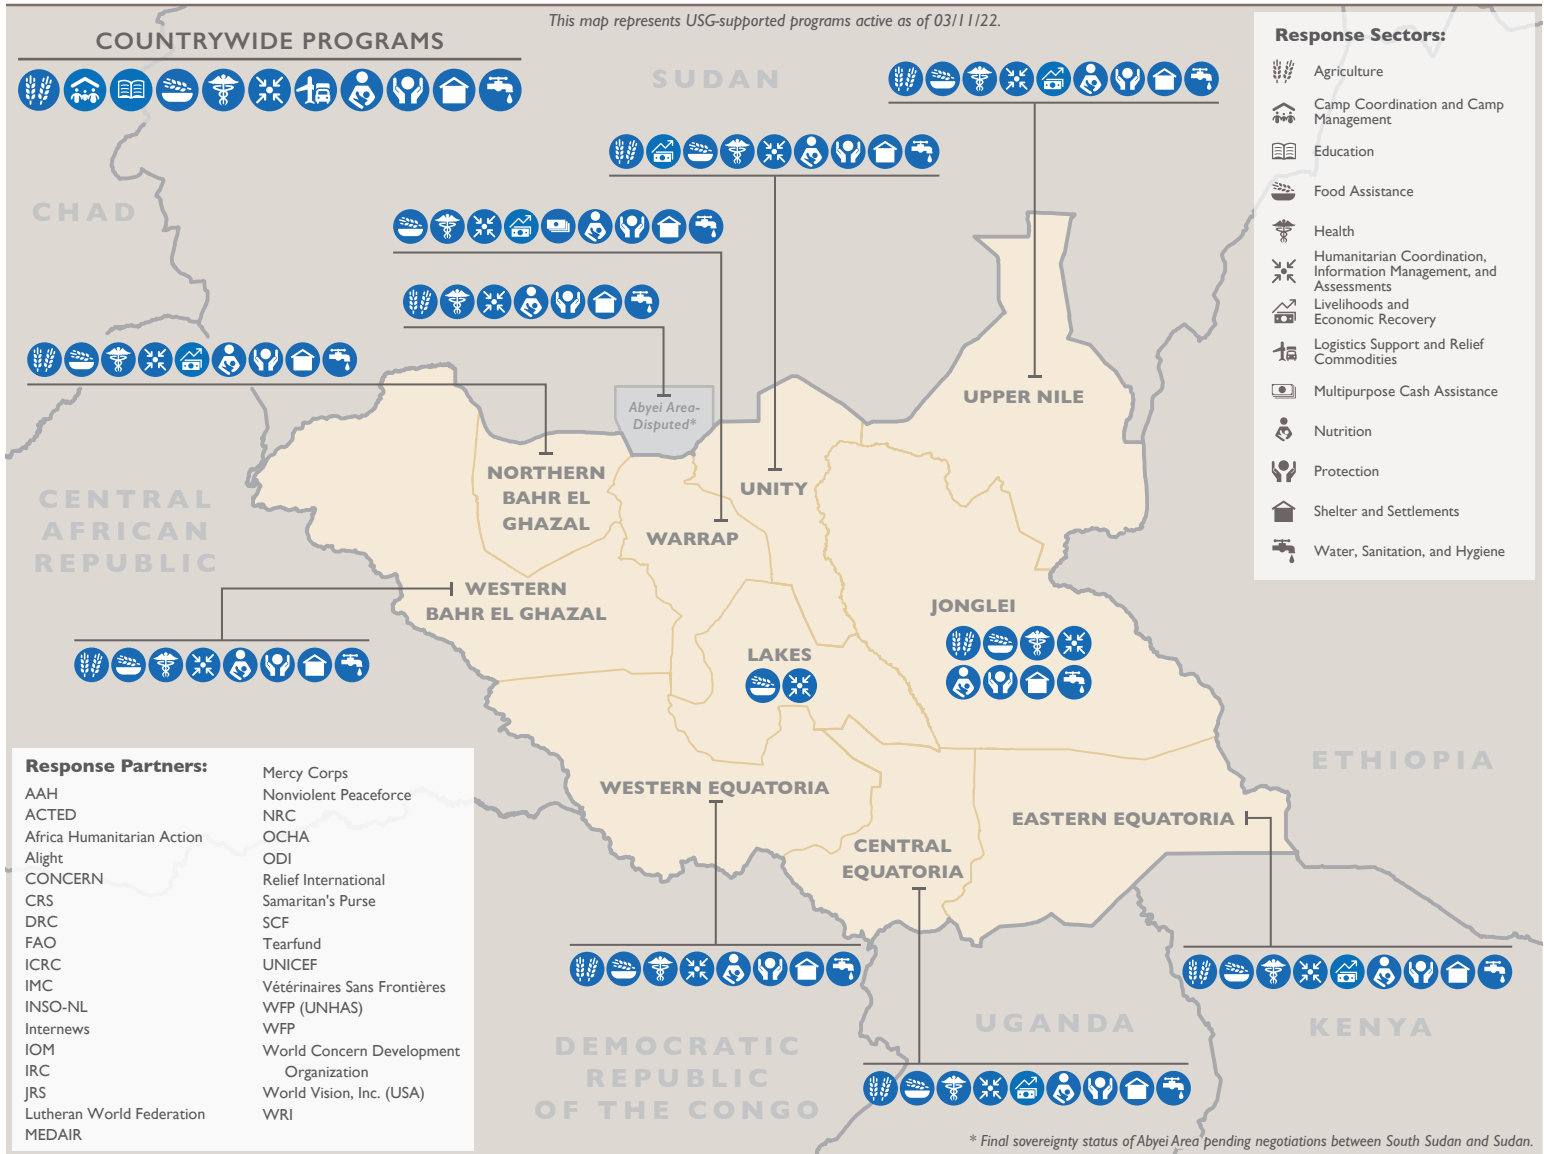 This map represents USG-supported programs active as of 03/11/22.
COUNTRYWIDE PROGRAMS
SUDAN
CHAD
CENTRAL
AFRICAN
REPUBLIC
Response Sectors:
Agriculture
Camp Coordination and Camp
Management
Education
Food Assistance
Health
Humanitarian Coordination,
Information Management, and
Assessments
Livelihoods and
Economic Recovery
Logistics Support and Relief
Commodities
Multipurpose Cash Assistance
Nutrition
Protection
Shelter and Settlements
Water, Sanitation, and Hygiene
UPPER NILE
Abyei Area-
Disputed*
NORTHERN
BAHR EL
GHAZAL
UNITY
WARRAP
WESTERN
BAHR EL GHAZAL
JONGLEI
LAKES
WESTERN EQUATORIA
CENTRAL
EQUATORIA
EASTERN EQUATORIA
ETHIOPIA
UGANDA
KENYA
DEMOCRATIC
REPUBLIC
OF THE CONGO
Response Partners:
AAH
ACTED
Africa Humanitarian Action
Alight
CONCERN
CRS
DRC
FAO
ICRC
IMC
INSO-NL
Internews
IOM
IRC
JRS
Lutheran World Federation
MEDAIR
Mercy Corps
Nonviolent Peaceforce
NRC
OCHA
ODI
Relief International
Samaritan's Purse
SCF
Tearfund
UNICEF
Vétérinaires Sans Frontières
WFP (UNHAS)
WFP
World Concern Development
Organization
World Vision, Inc. (USA)
WRI
* Final sovereignty status of Abyei Area pending negotiations between South Sudan and Sudan.